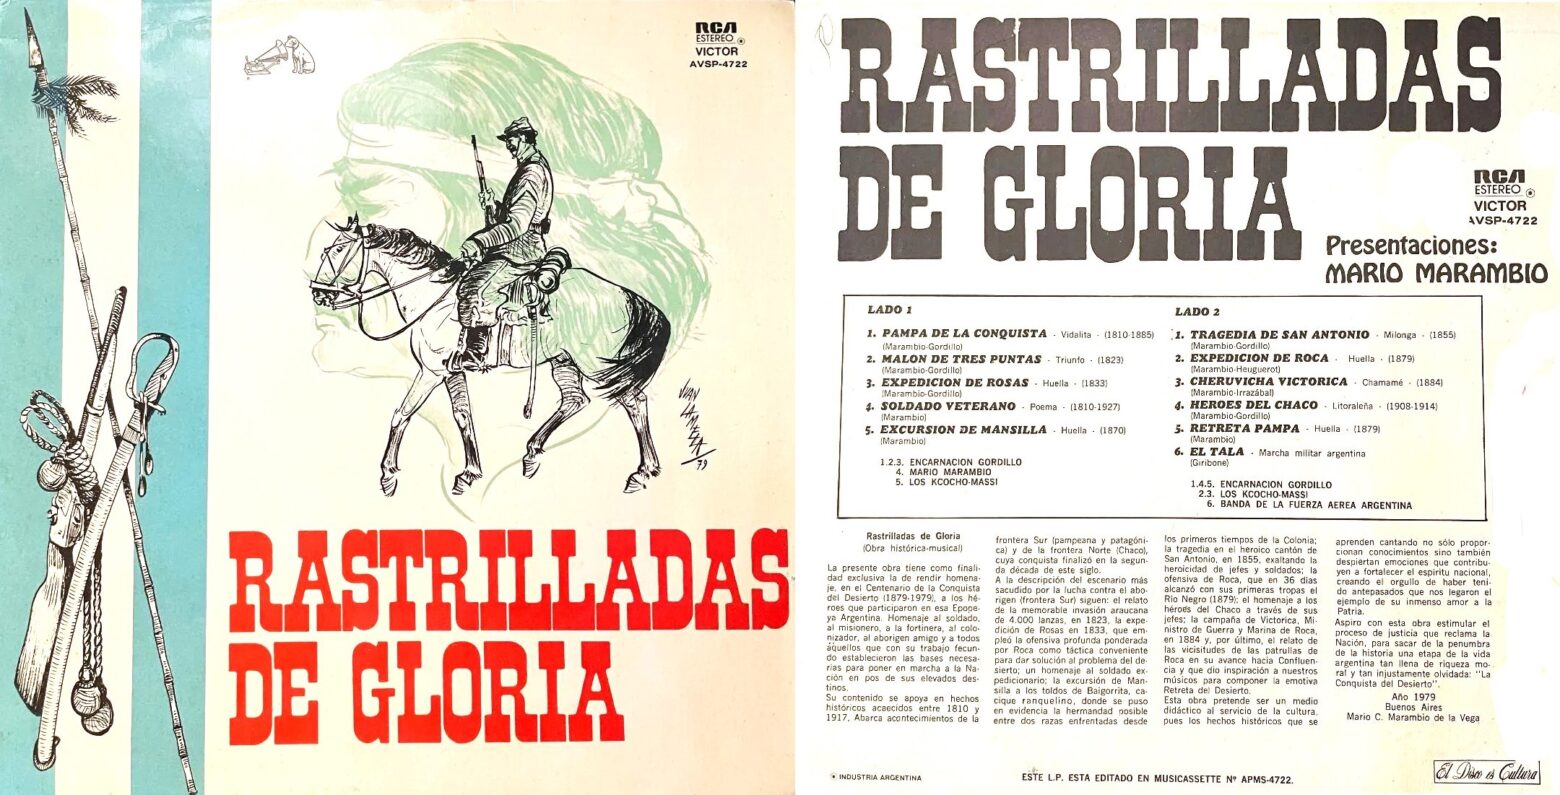 RCA
ESTEREO
VICTOR
AVSP-4722
JUAN
LAMELA
79
RASTRILLADAS
DE GLORIA
RASTRILLADAS
DE GLORIA
RCA
ESTEREO
VICTOR
AVSP-4722
Presentaciones:
MARIO MARAMBIO
LADO 1
1. PAMPA DE LA CONQUISTA - Vidalita - (1810-1885)
(Marambio-Gordillo)
2. MALON DE TRES PUNTAS - Triunfo - (1823)
(Marambio-Gordillo)
3. EXPEDICION DE ROSAS - Huella - (1833)
(Marambio-Gordillo)
4. SOLDADO VETERANO - Poema - (1810-1927)
(Marambio)
5. EXCURSION DE MANSILLA - Huella - (1870)
(Marambio)
1.2.3. ENCARNACION GORDILLO
4. MARIO MARAMBIO
5. LOS KCOCHO-MASSI
LADO 2
1. TRAGEDIA DE SAN ANTONIO - Milonga - (1855)
(Marambio-Gordillo)
2. EXPEDICION DE ROCA - Huella - (1879)
(Marambio-Heuguerot)
3. CHERUVICHA VICTORICA - Chamamé - (1884)
(Marambio-Irrazábal)
4. HEROES DEL CHACO - Litoraleña - (1908-1914)
(Marambio-Gordillo)
5. RETRETA PAMPA - Huella - (1879)
(Marambio)
6. EL TALA - Marcha militar argentina
(Giribone)
1.4.5. ENCARNACION GORDILLO
2.3. LOS KCOCHO-MASSI
6. BANDA DE LA FUERZA AEREA ARGENTINA
Rastrilladas de Gloria
(Obra histórica-musical)
La presente obra tiene como finali-
dad exclusiva la de rendir homena-
je, en el Centenario de la Conquista
del Desierto (1879-1979), a los hé-
roes que participaron en esa Epope-
ya Argentina. Homenaje al soldado,
al misionero, a la fortinera, al colo-
nizador, al aborigen amigo y a todos
aquéllos que con su trabajo fecun-
do establecieron las bases necesa-
rias para poner en marcha a la Na-
ción en pos de sus elevados des-
tinos.
Su contenido se apoya en hechos
históricos acaecidos entre 1810 y
1917. Abarca acontecimientos de la
frontera Sur (pampeana y patagóni-
ca) y de la frontera Norte (Chaco),
cuya conquista finalizó en la segun-
da década de este siglo.
A la descripción del escenario más
sacudido por la lucha contra el abo-
rigen (frontera Sur) siguen: el relato
de la memorable invasión araucana
de 4.000 lanzas, en 1823, la expe-
dición de Rosas en 1833, que em-
pleó la ofensiva profunda ponderada
por Roca como táctica conveniente
para dar solución al problema del de-
sierto; un homenaje al soldado ex-
pedicionario; la excursión de Man-
silla a los toldos de Baigorrita, ca-
cique ranquelino, donde se puso
en evidencia la hermandad nosible
entre dos razas enfrentadas desde
los primeros tiempos de la Colonia;
la tragedia en el heroico cantón de
San Antonio, en 1855, exaltando la
heroicidad de jefes y soldados; la
ofensiva de Roca, que en 36 días
alcanzó con sus primeras tropas el
Río Negro (1879); el homenaje a los
héroes del Chaco a través de sus
jefes; la campaña de Victorica, Mi-
nistro de Guerra y Marina de Roca,
en 1884 y, por último, el relato de
las vicisitudes de las patrullas de
Roca en su avance hacia Confluen-
cia y que dio inspiración a nuestros
músicos para componer la emotiva
Retreta del Desierto.
Esta obra pretende ser un medio
didáctico al servicio de la cultura,
pues los hechos históricos que se
aprenden cantando no sólo propor-
cionan conocimientos sino también
despiertan emociones que contribu-
yen a fortalecer el espíritu nacional,
creando el orgullo de haber teni-
do antepasados que nos legaron el
ejemplo de su inmenso amor a la
Patria.
Aspiro con esta obra estimular el
proceso de justicia que reclama la
Nación, para sacar de la penumbra
de la historia una etapa de la vida
argentina tan llena de riqueza mo-
ral y tan injustamente olvidada: "La
Conquista del Desierto".
Año 1979
Buenos Aires
Mario C. Marambio de la Vega
INDUSTRIA ARGENTINA
ESTE L.P. ESTA EDITADO EN MUSICASSETTE Nº APMS-4722.
El Disco es Cultura